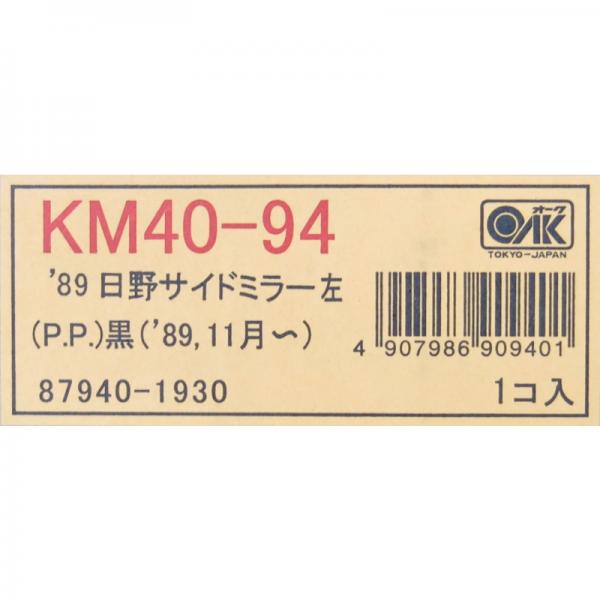 KM40-94
オーク
OAK
TOKYO-JAPAN
'89 日野サイドミラー左
(P.P.)黒('89,11月〜)
4 907986 909401
87940-1930
1コ入